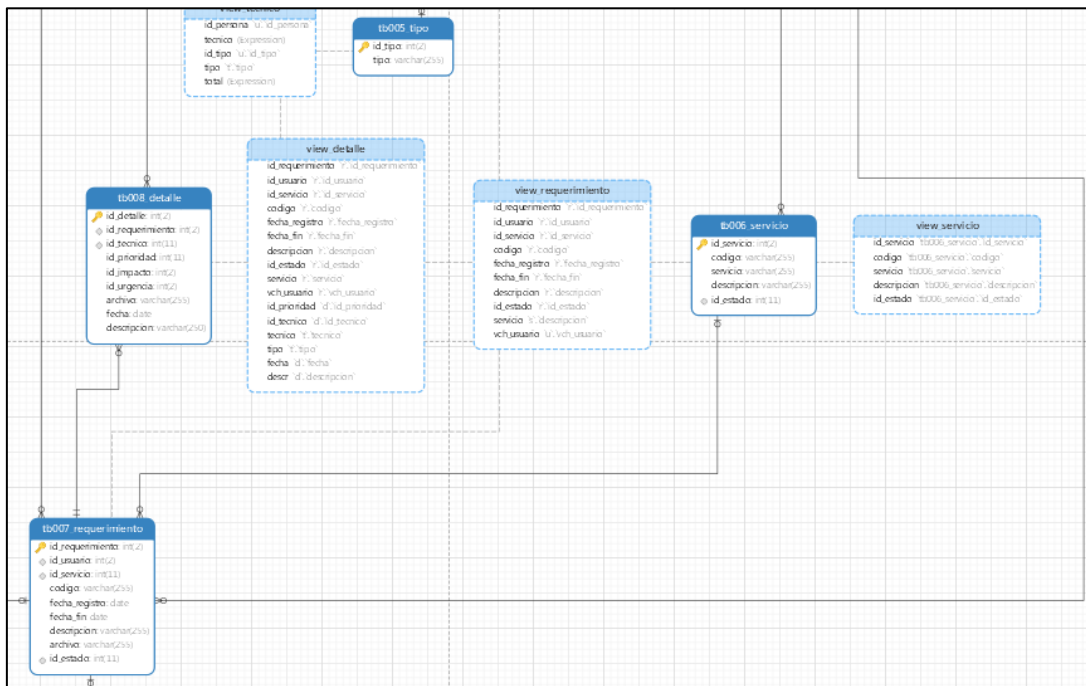 view_tecnico
id_persona `u`.`id_persona`
tecnico (Expression)
id_tipo `u`.`id_tipo`
tipo `t`.`tipo`
total (Expression)
tb005_tipo
id_tipo: int(2)
tipo: varchar(255)
view_detalle
id_requerimiento `r`.`id_requerimiento`
id_usuario `r`.`id_usuario`
id_servicio `r`.`id_servicio`
codigo `r`.`codigo`
fecha_registro `r`.`fecha_registro`
fecha_fin `r`.`fecha_fin`
descripcion `r`.`descripcion`
id_estado `r`.`id_estado`
servicio `r`.`servicio`
vch_usuario `r`.`vch_usuario`
id_prioridad `d`.`id_prioridad`
id_tecnico `d`.`id_tecnico`
tecnico `t`.`tecnico`
tipo `t`.`tipo`
fecha `d`.`fecha`
descr `d`.`descripcion`
view_requerimiento
id_requerimiento `r`.`id_requerimiento`
id_usuario `r`.`id_usuario`
id_servicio `r`.`id_servicio`
codigo `r`.`codigo`
fecha_registro `r`.`fecha_registro`
fecha_fin `r`.`fecha_fin`
descripcion `r`.`descripcion`
id_estado `r`.`id_estado`
servicio `s`.`descripcion`
vch_usuario `u`.`vch_usuario`
tb008_detalle
id_detalle: int(2)
id_requerimiento: int(2)
id_tecnico: int(11)
id_prioridad: int(11)
id_impacto: int(2)
id_urgencia: int(2)
archivo: varchar(255)
fecha: date
descripcion: varchar(250)
tb006_servicio
id_servicio: int(2)
codigo: varchar(255)
servicio: varchar(255)
descripcion: varchar(255)
id_estado: int(11)
view_servicio
id_servicio `tb006_servicio`.`id_servicio`
codigo `tb006_servicio`.`codigo`
servicio `tb006_servicio`.`servicio`
descripcion `tb006_servicio`.`descripcion`
id_estado `tb006_servicio`.`id_estado`
tb007_requerimiento
id_requerimiento: int(2)
id_usuario: int(2)
id_servicio: int(11)
codigo: varchar(255)
fecha_registro: date
fecha_fin: date
descripcion: varchar(255)
archivo: varchar(255)
id_estado: int(11)